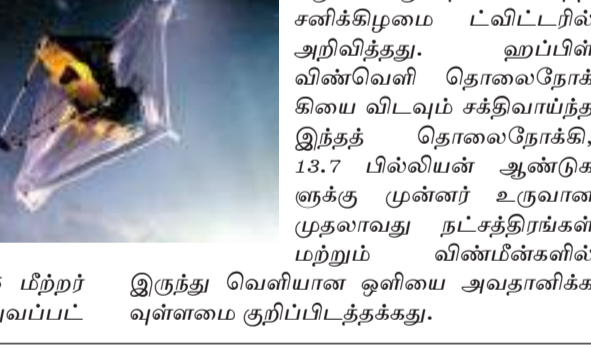 சனிக்கிழமை ட்விட்டரில்
அறிவித்தது. ஹப்பிள்
விண்வெளி தொலைநோக்
கியை விடவும் சக்திவாய்ந்த
இந்தத் தொலைநோக்கி,
13.7 பில்லியன் ஆண்டுக
ளுக்கு முன்னர் உருவான
முதலாவது நட்சத்திரங்கள்
மற்றும் விண்மீன்களில்
மீற்றர் இருந்து வெளியான ஒளியை அவதானிக்க
வுள்ளமை குறிப்பிடத்தக்கது.